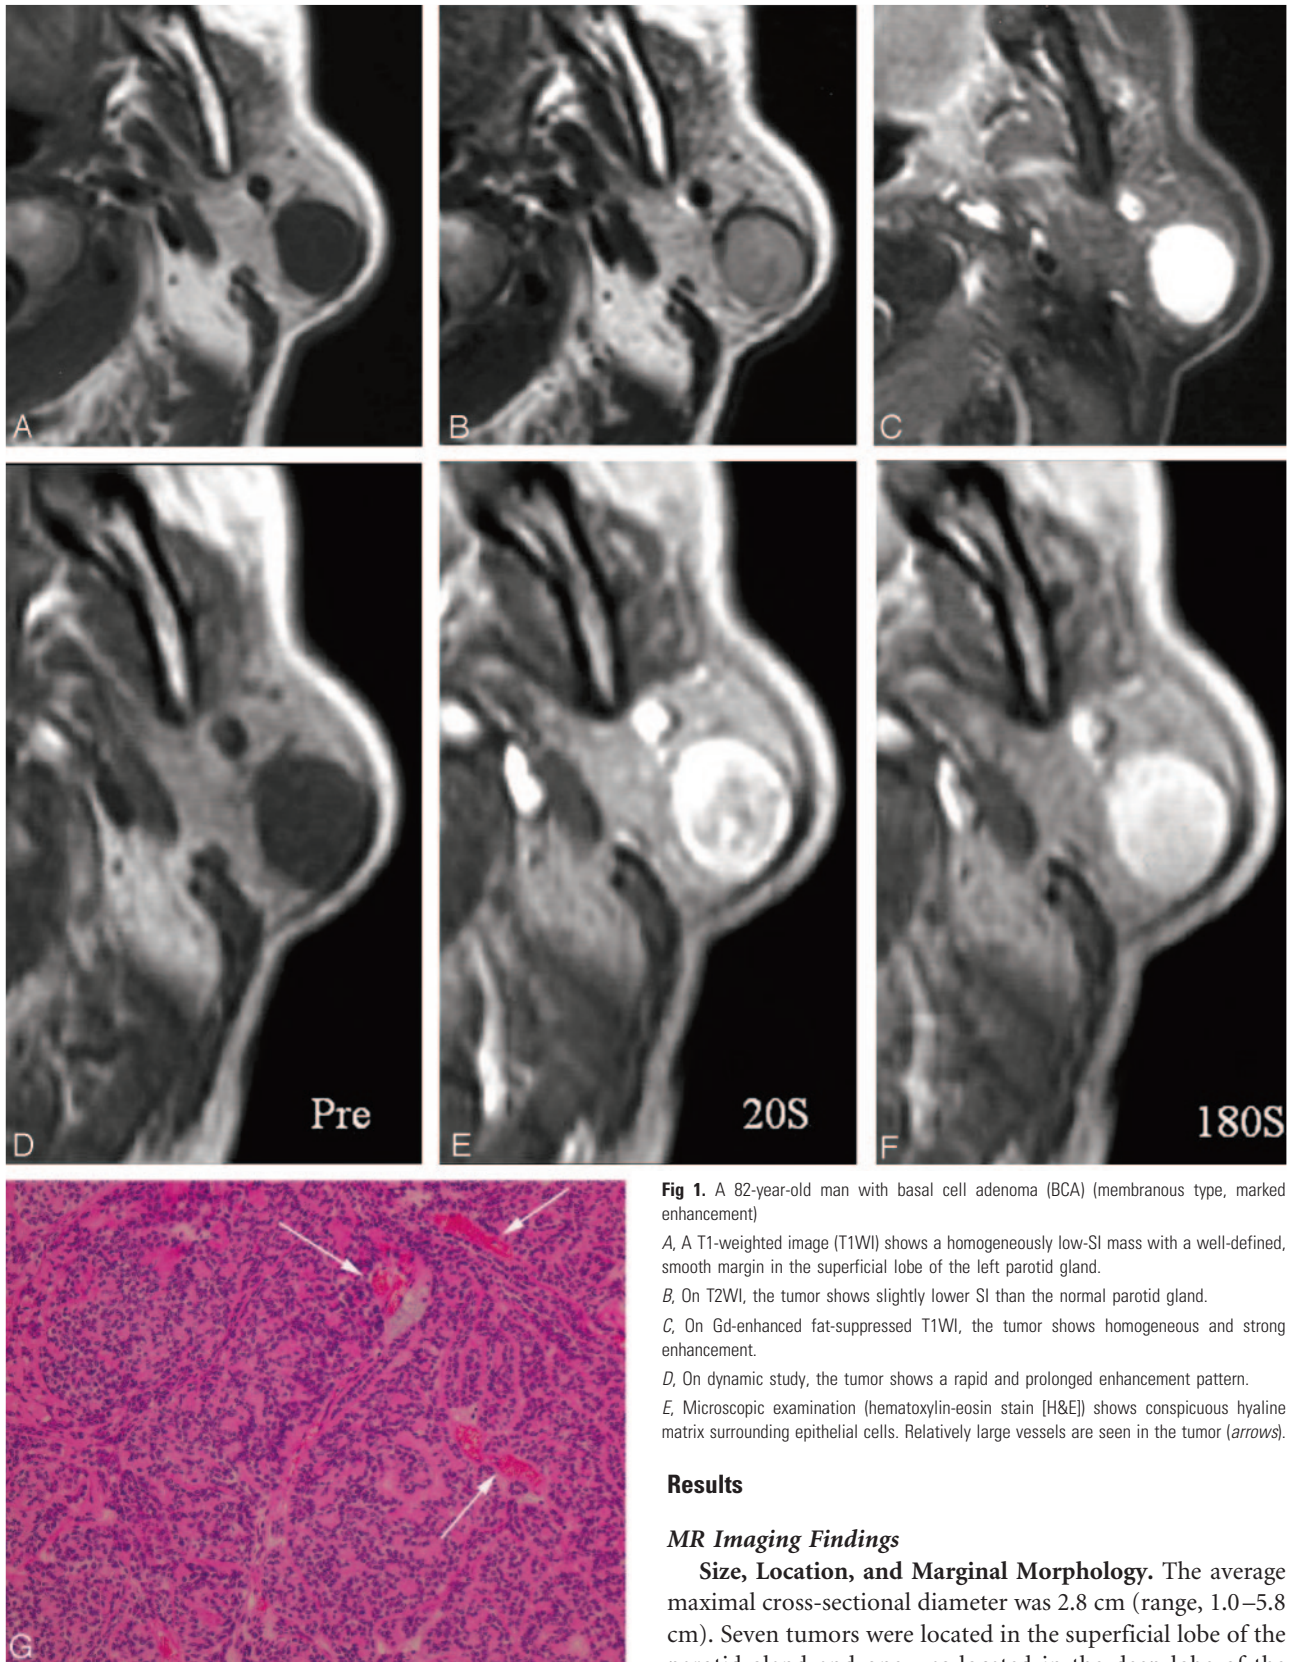 A
B
C
Pre
D
20S
E
180S
F
G
Fig 1. A 82-year-old man with basal cell adenoma (BCA) (membranous type, marked
enhancement)
A, A T1-weighted image (T1WI) shows a homogeneously low-SI mass with a well-defined,
smooth margin in the superficial lobe of the left parotid gland.
B, On T2WI, the tumor shows slightly lower SI than the normal parotid gland.
C, On Gd-enhanced fat-suppressed T1WI, the tumor shows homogeneous and strong
enhancement.
D, On dynamic study, the tumor shows a rapid and prolonged enhancement pattern.
E, Microscopic examination (hematoxylin-eosin stain [H&E]) shows conspicuous hyaline
matrix surrounding epithelial cells. Relatively large vessels are seen in the tumor (arrows).
Results
MR Imaging Findings
Size, Location, and Marginal Morphology. The average
maximal cross-sectional diameter was 2.8 cm (range, 1.0–5.8
cm). Seven tumors were located in the superficial lobe of the